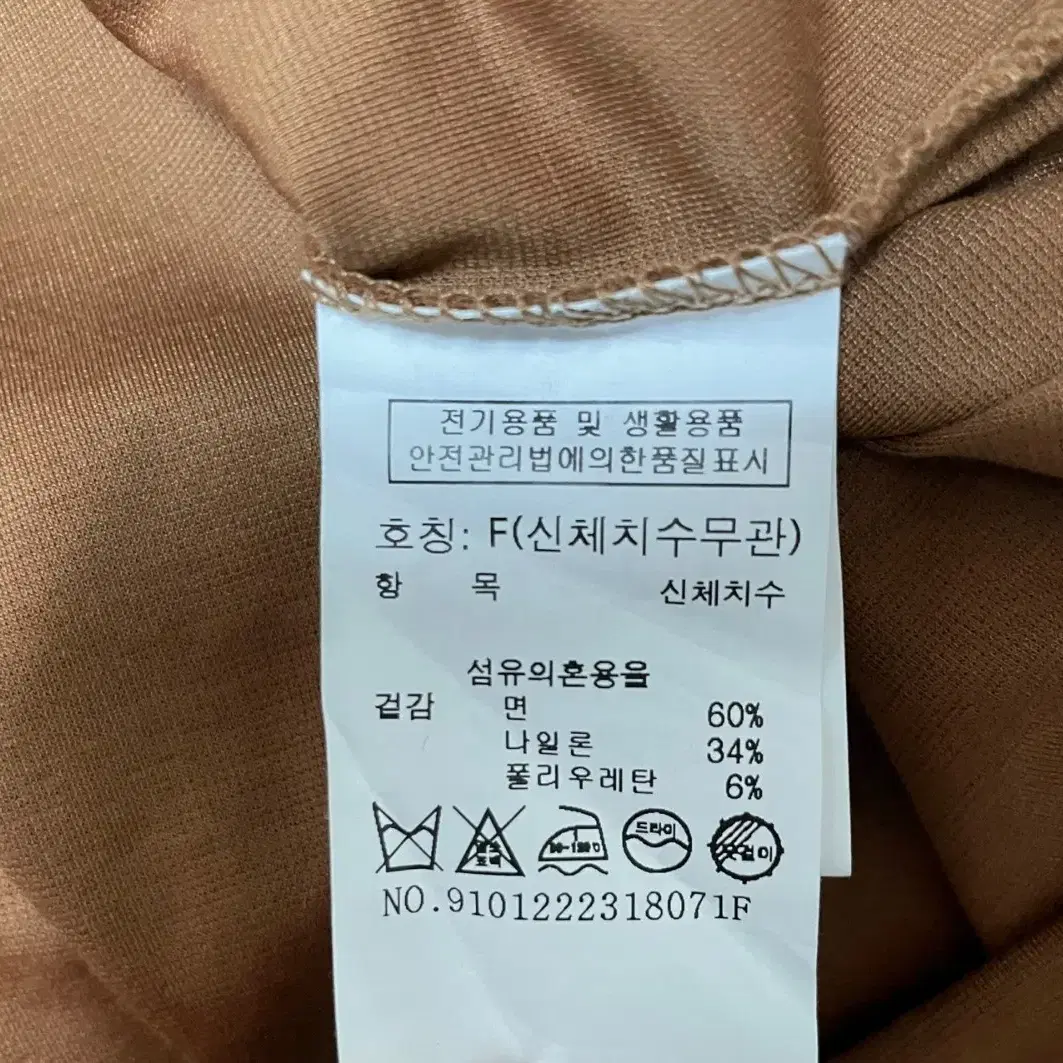 전기용품 및 생활용품
안전관리법에의한품질표시
호칭: F(신체치수무관)
항 목 신체치수
섬유의혼용율
겉감 면 60%
나일론 34%
폴리우레탄 6%
드라이
옷걸이
NO.9101222318071F